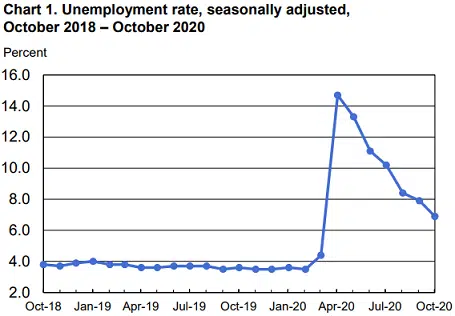 Chart 1. Unemployment rate, seasonally adjusted,
October 2018 – October 2020
Percent
16.0
14.0
12.0
10.0
8.0
6.0
4.0
2.0
Oct-18 Jan-19 Apr-19 Jul-19 Oct-19 Jan-20 Apr-20 Jul-20 Oct-20